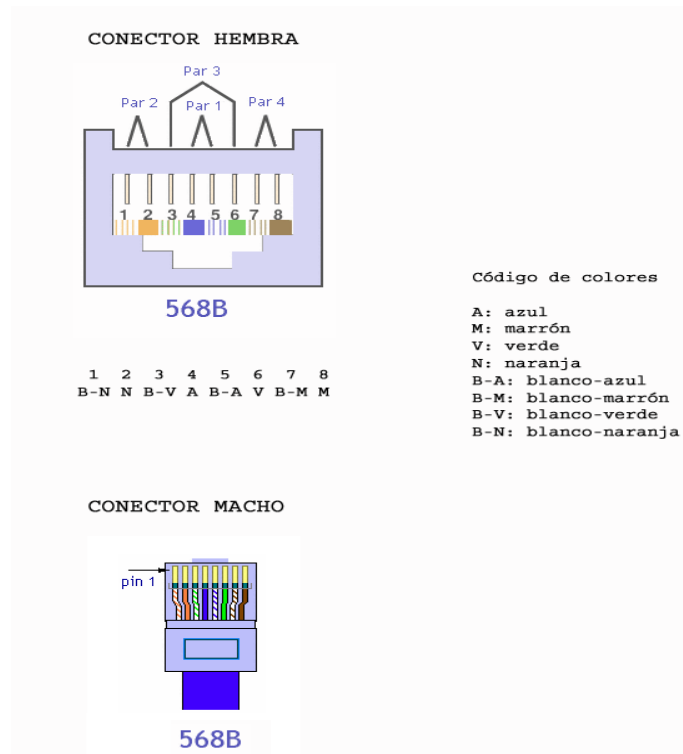 CONECTOR HEMBRA
Par 3
Par 2 Par 1 Par 4
1 2 3 4 5 6 7 8
568B
1 2 3 4 5 6 7 8
B-N N B-V A B-A V B-M M
Código de colores
A: azul
M: marrón
V: verde
N: naranja
B-A: blanco-azul
B-M: blanco-marrón
B-V: blanco-verde
B-N: blanco-naranja
CONECTOR MACHO
pin 1
568B